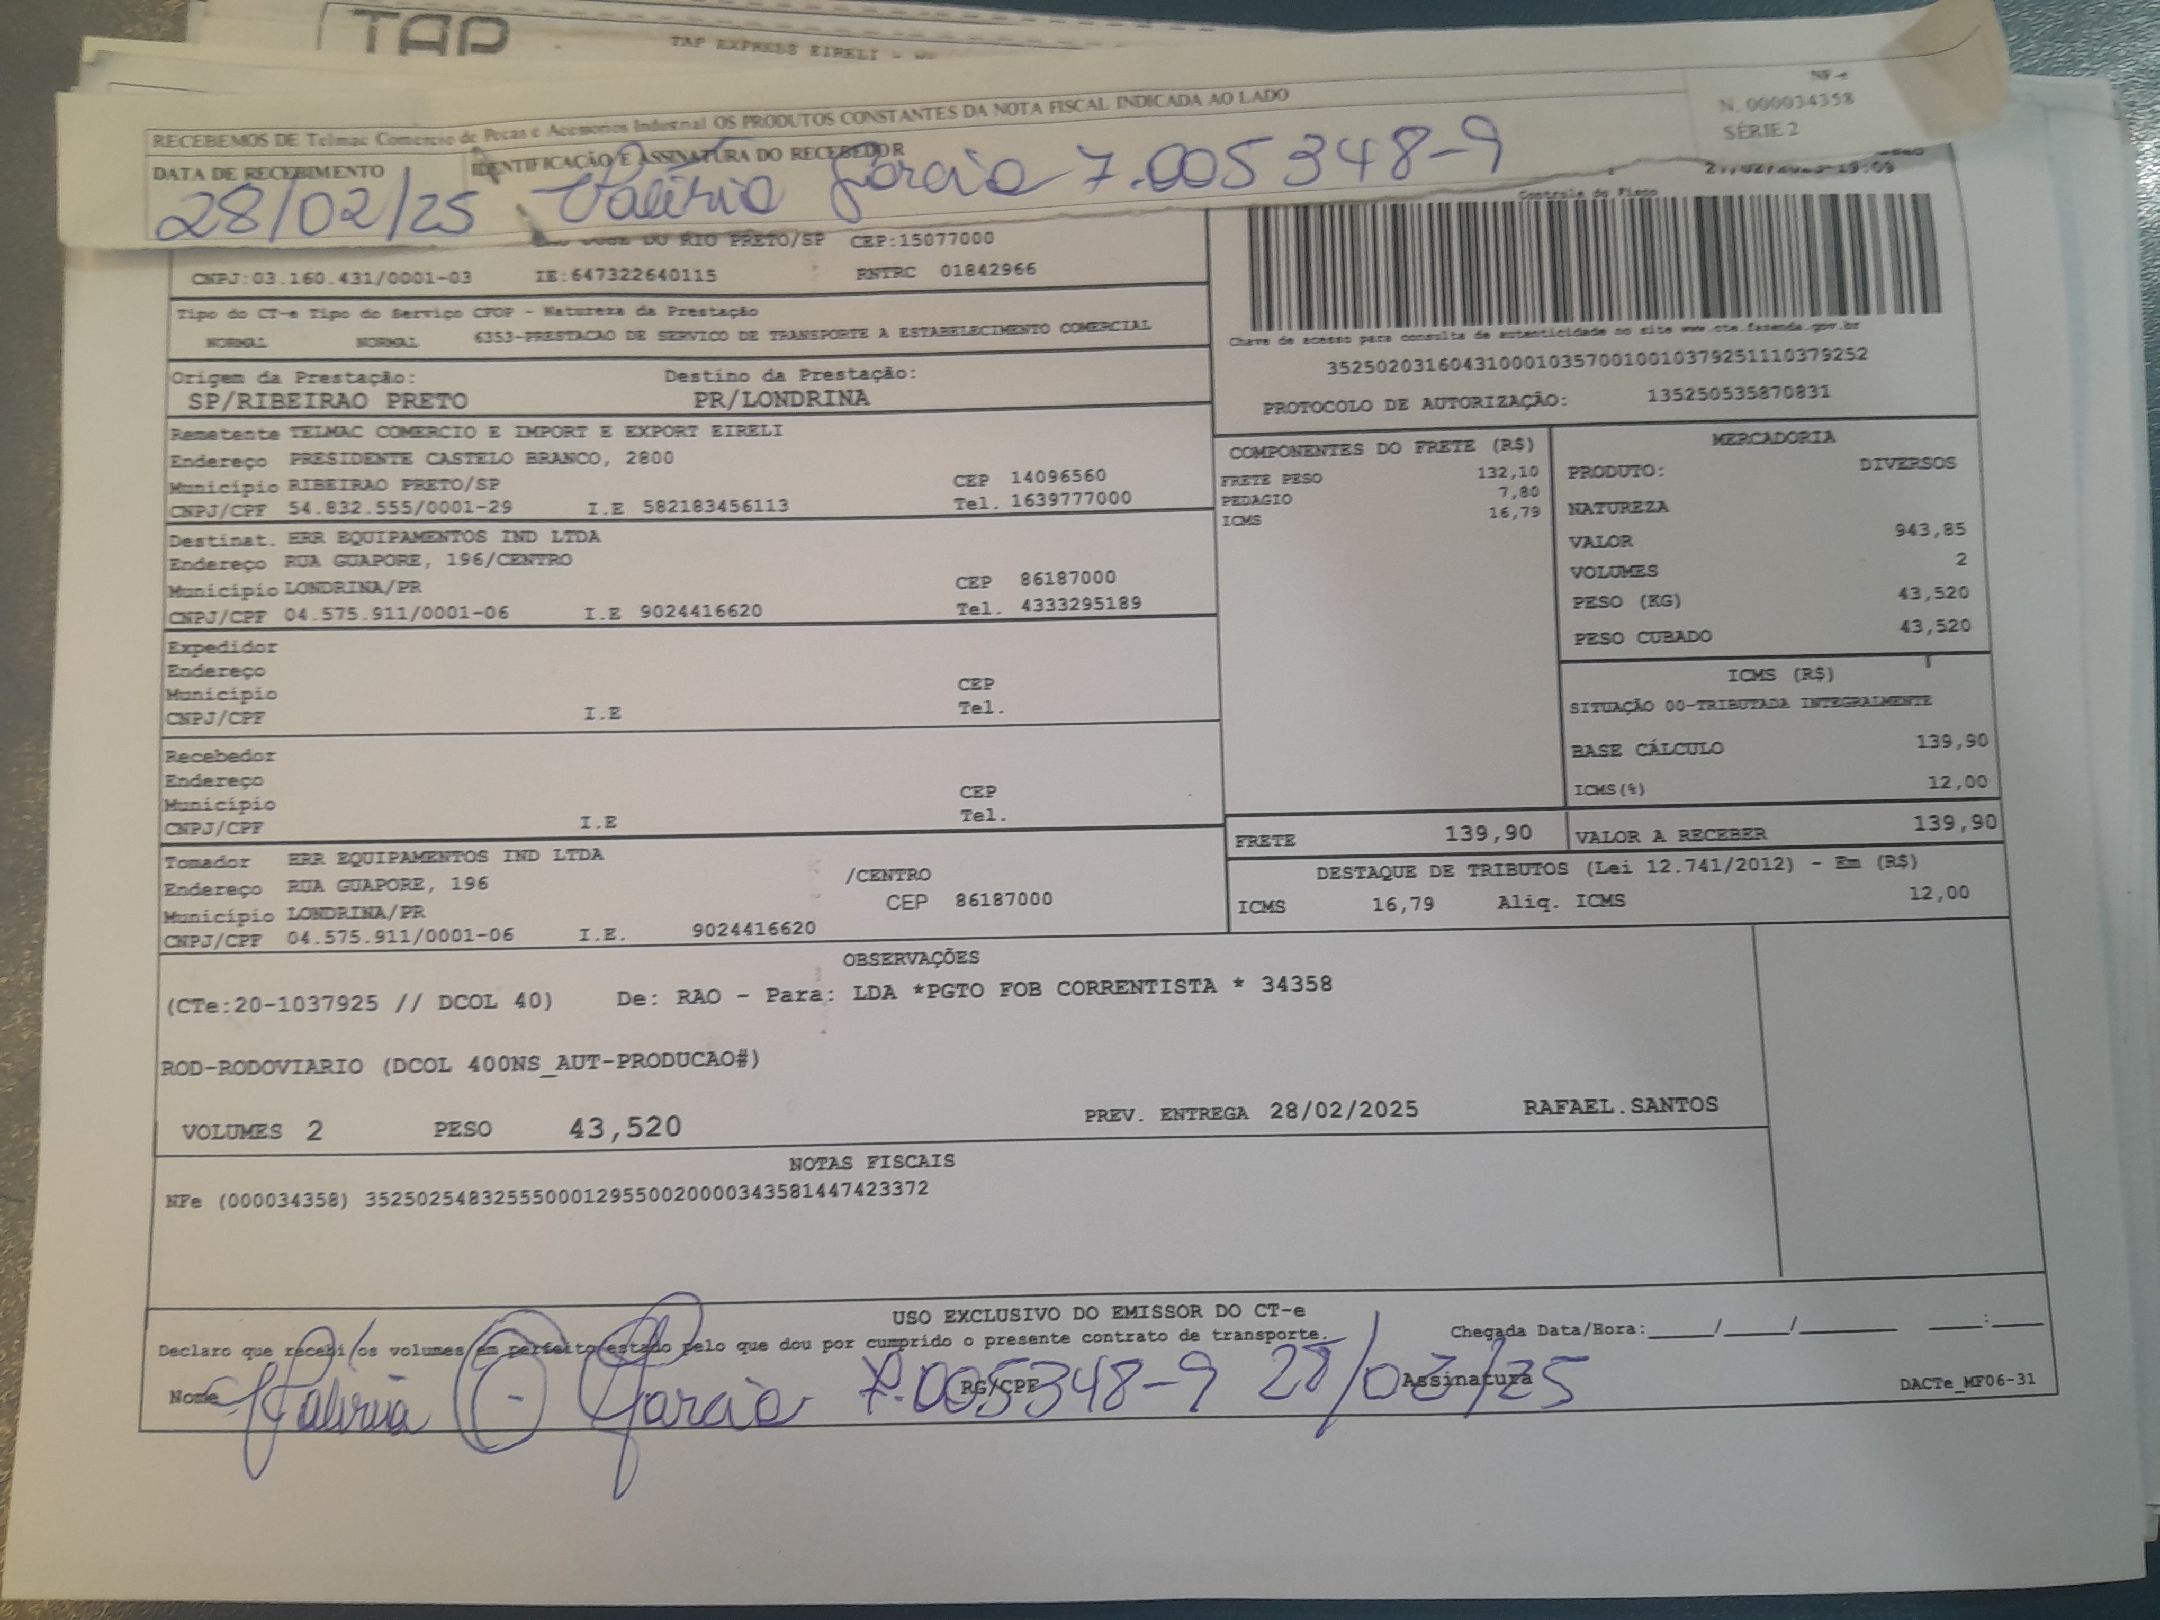 TAP
TAP EXPRESS EIRELI -
RECEBEMOS DE Telmac Comercio de Pecas e Acessorios Industrial OS PRODUTOS CONSTANTES DA NOTA FISCAL INDICADA AO LADO
NF-e
N. 000034358
SÉRIE 2
DATA DE RECEBIMENTO IDENTIFICAÇÃO E ASSINATURA DO RECEBEDOR
28/02/25 Valéria Garcia 7.005348-9
Controle do Fisco
DO RIO PRETO/SP CEP:15077000
CNPJ:03.160.431/0001-03 IE:647322640115 RNTRC 01842966
Tipo do CT-e Tipo do Serviço CFOP - Natureza da Prestação
NORMAL NORMAL 6353-PRESTACAO DE SERVICO DE TRANSPORTE A ESTABELECIMENTO COMERCIAL
Chave de acesso para consulta de autenticidade no site www.cte.fazenda.gov.br
35250203160431000103570010010379251110379252
PROTOCOLO DE AUTORIZAÇÃO: 135250535870831
Origem da Prestação: Destino da Prestação:
SP/RIBEIRAO PRETO PR/LONDRINA
Remetente TELMAC COMERCIO E IMPORT E EXPORT EIRELI
Endereço PRESIDENTE CASTELO BRANCO, 2800
Município RIBEIRAO PRETO/SP CEP 14096560
CNPJ/CPF 54.832.555/0001-29 I.E 582183456113 Tel. 1639777000
Destinat. ERR EQUIPAMENTOS IND LTDA
Endereço RUA GUAPORE, 196/CENTRO
Município LONDRINA/PR CEP 86187000
CNPJ/CPF 04.575.911/0001-06 I.E 9024416620 Tel. 4333295189
Expedidor
Endereço
Município CEP
CNPJ/CPF I.E Tel.
Recebedor
Endereço
Município CEP
CNPJ/CPF I.E Tel.
Tomador ERR EQUIPAMENTOS IND LTDA
Endereço RUA GUAPORE, 196 /CENTRO
Município LONDRINA/PR CEP 86187000
CNPJ/CPF 04.575.911/0001-06 I.E. 9024416620
COMPONENTES DO FRETE (R$)
FRETE PESO 132,10
PEDAGIO 7,80
ICMS 16,79
MERCADORIA
PRODUTO: DIVERSOS
NATUREZA
VALOR 943,85
VOLUMES 2
PESO (KG) 43,520
PESO CUBADO 43,520
ICMS (R$)
SITUAÇÃO 00-TRIBUTADA INTEGRALMENTE
BASE CÁLCULO 139,90
ICMS(%) 12,00
FRETE 139,90 VALOR A RECEBER 139,90
DESTAQUE DE TRIBUTOS (Lei 12.741/2012) - Em (R$)
ICMS 16,79 Aliq. ICMS 12,00
OBSERVAÇÕES
(CTe:20-1037925 // DCOL 40) De: RAO - Para: LDA *PGTO FOB CORRENTISTA * 34358
ROD-RODOVIARIO (DCOL 400NS_AUT-PRODUCAO#)
VOLUMES 2 PESO 43,520 PREV. ENTREGA 28/02/2025 RAFAEL.SANTOS
NOTAS FISCAIS
NFe (000034358) 35250254832555000129550020000343581447423372
USO EXCLUSIVO DO EMISSOR DO CT-e
Declaro que recebi os volumes em perfeito estado pelo que dou por cumprido o presente contrato de transporte. Chegada Data/Hora:_____/_____/_______ ____:____
Nome Valéria O Garcia RG/CPF 7.005348-9 Assinatura 28/02/25
DACTe_MF06-31